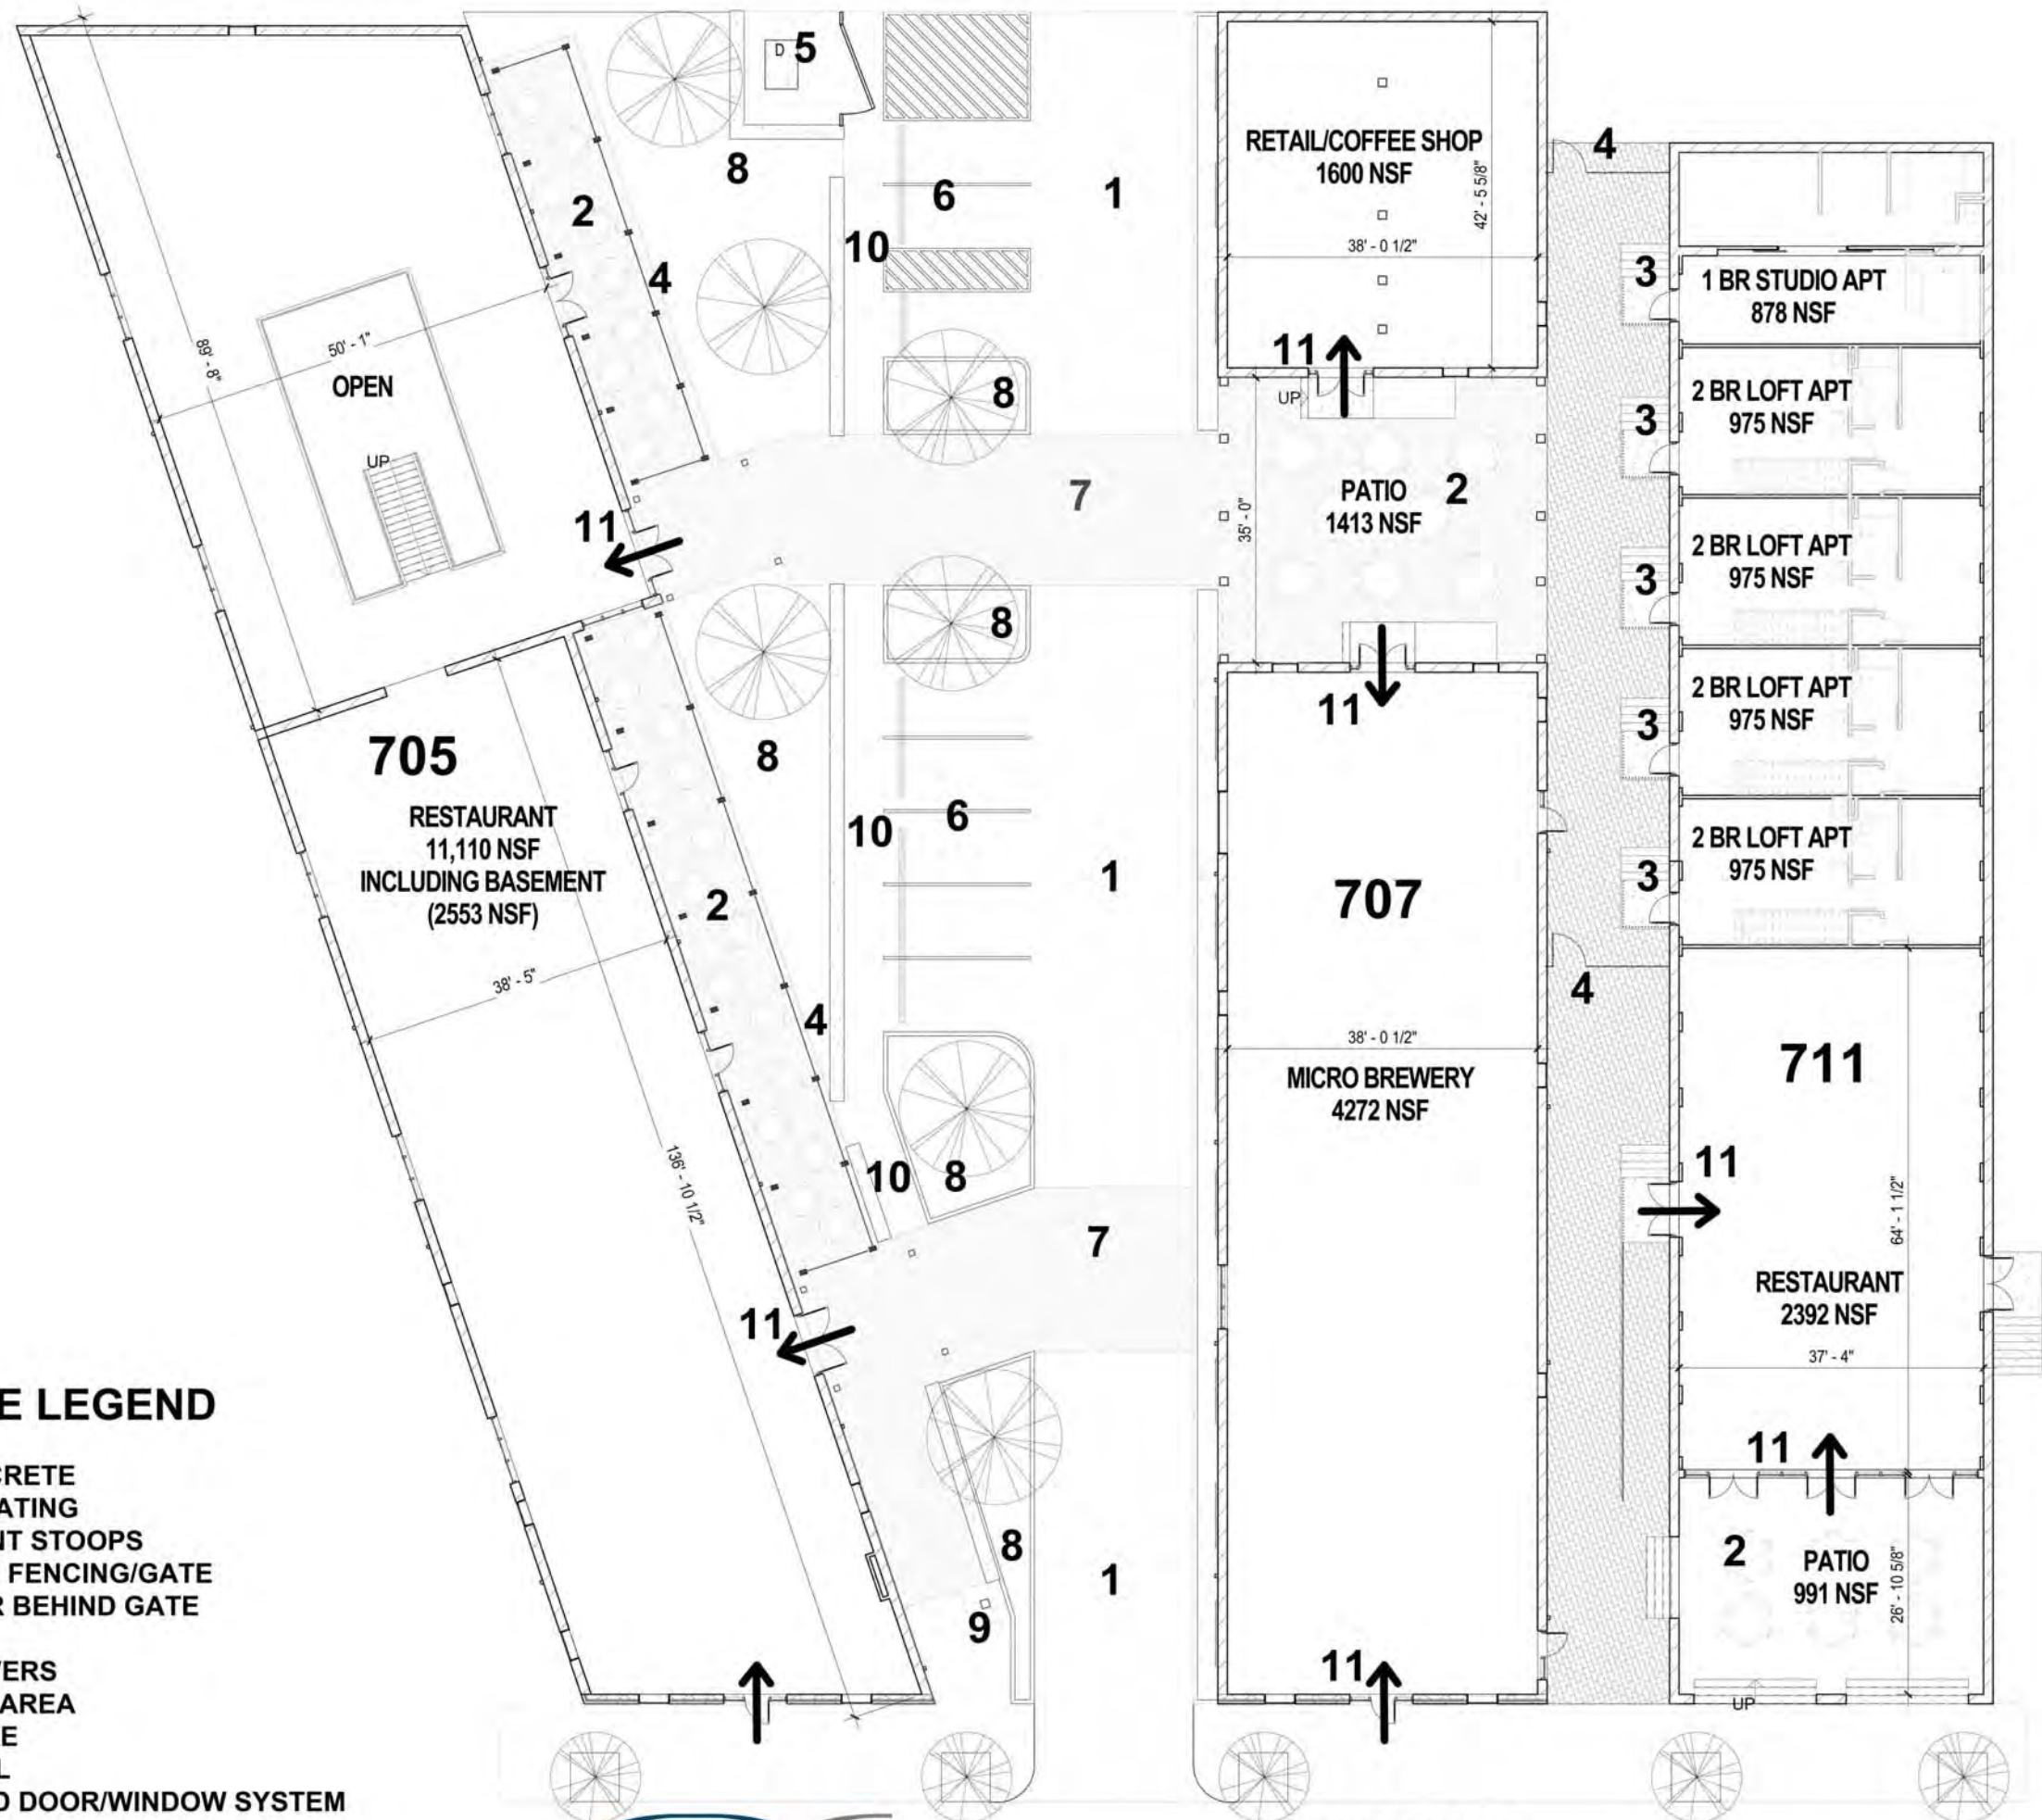 D 5
8
2
6
1
10
4
RETAIL/COFFEE SHOP
1600 NSF
42' - 5 5/8"
38' - 0 1/2"
4
3
1 BR STUDIO APT
878 NSF
89' - 8"
50' - 1"
OPEN
UP
11
8
11
UP
3
2 BR LOFT APT
975 NSF
7
35' - 0"
PATIO
1413 NSF
2
3
2 BR LOFT APT
975 NSF
8
11
3
2 BR LOFT APT
975 NSF
3
2 BR LOFT APT
975 NSF
705
RESTAURANT
11,110 NSF
INCLUDING BASEMENT
(2553 NSF)
38' - 5"
136' - 10 1/2"
2
8
10
6
1
4
707
38' - 0 1/2"
MICRO BREWERY
4272 NSF
4
711
10
8
7
11
11
64' - 1 1/2"
RESTAURANT
2392 NSF
37' - 4"
11
8
9
1
11
2
PATIO
991 NSF
26' - 10 5/8"
UP
E LEGEND
CRETE
ATING
NT STOOPS
FENCING/GATE
R BEHIND GATE
VERS
AREA
E
L
D DOOR/WINDOW SYSTEM